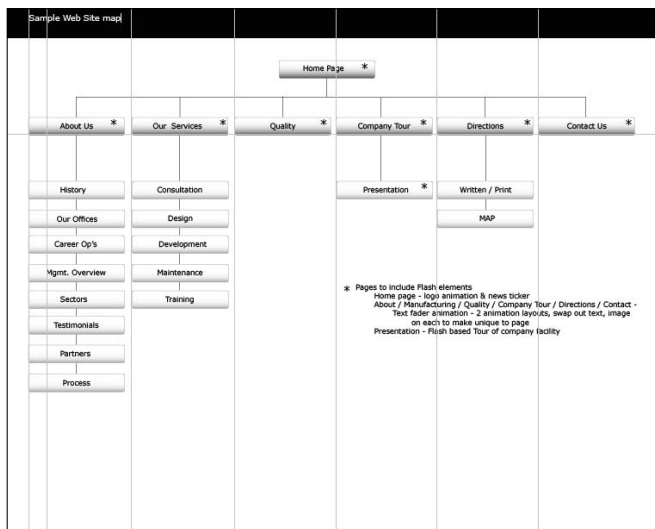 Sample Web Site map
Home Page *
About Us * Our Services * Quality * Company Tour * Directions * Contact Us *
History Consultation Presentation * Written / Print
Our Offices Design MAP
Career Op's Development
Mgmt. Overview Maintenance
Sectors Training
Testimonials
Partners
Process
* Pages to include Flash elements
Home page - logo animation & news ticker
About / Manufacturing / Quality / Company Tour / Directions / Contact -
Text fader animation - 2 animation layouts, swap out text, image
on each to make unique to page
Presentation - Flash based Tour of company facility